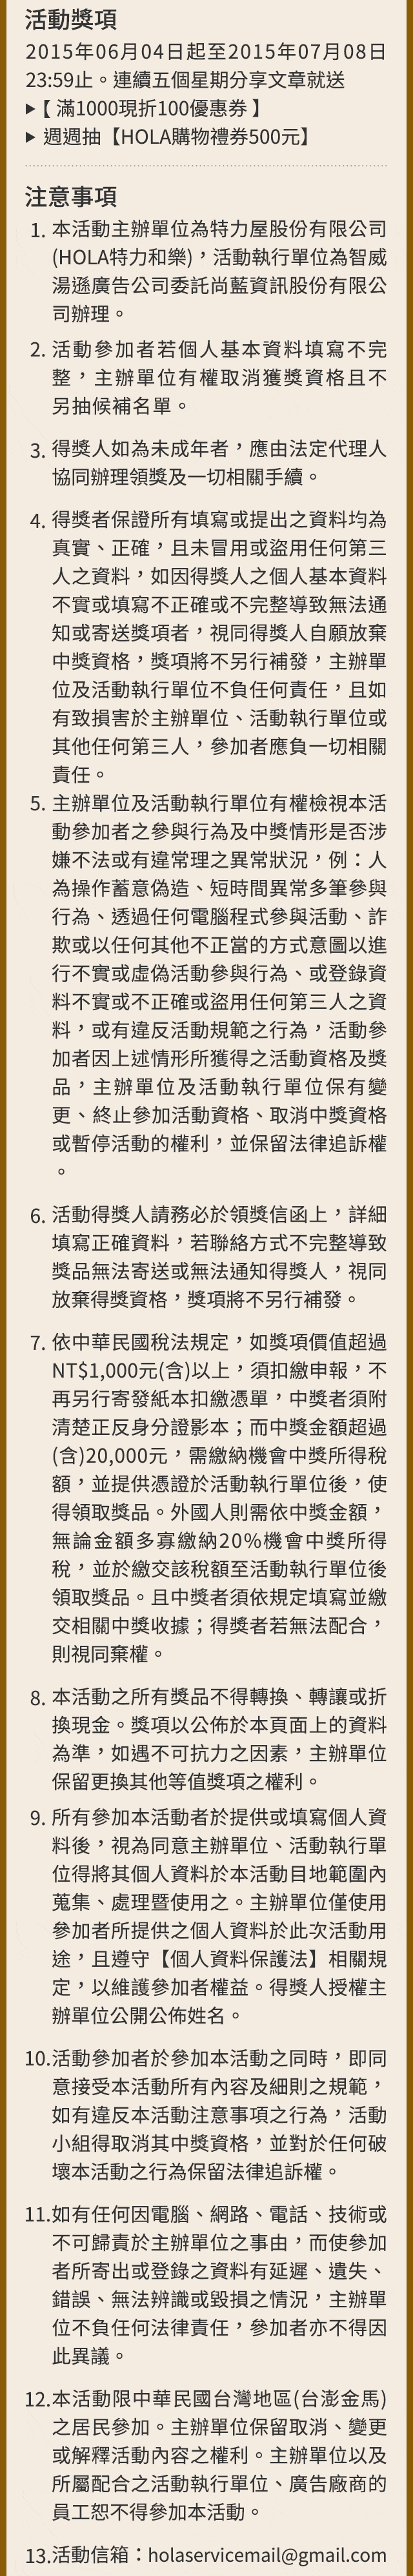 活動獎項
2015年06月04日起至2015年07月08日
23:59止。連續五個星期分享文章就送
▶【 滿1000現折100優惠券 】
▶ 週週抽【HOLA購物禮券500元】
注意事項
1. 本活動主辦單位為特力屋股份有限公司
(HOLA特力和樂)，活動執行單位為智威
湯遜廣告公司委託尚藍資訊股份有限公
司辦理。
2. 活動參加者若個人基本資料填寫不完
整，主辦單位有權取消獲獎資格且不
另抽候補名單。
3. 得獎人如為未成年者，應由法定代理人
協同辦理領獎及一切相關手續。
4. 得獎者保證所有填寫或提出之資料均為
真實、正確，且未冒用或盜用任何第三
人之資料，如因得獎人之個人基本資料
不實或填寫不正確或不完整導致無法通
知或寄送獎項者，視同得獎人自願放棄
中獎資格，獎項將不另行補發，主辦單
位及活動執行單位不負任何責任，且如
有致損害於主辦單位、活動執行單位或
其他任何第三人，參加者應負一切相關
責任。
5. 主辦單位及活動執行單位有權檢視本活
動參加者之參與行為及中獎情形是否涉
嫌不法或有違常理之異常狀況，例：人
為操作蓄意偽造、短時間異常多筆參與
行為、透過任何電腦程式參與活動、詐
欺或以任何其他不正當的方式意圖以進
行不實或虛偽活動參與行為、或登錄資
料不實或不正確或盜用任何第三人之資
料，或有違反活動規範之行為，活動參
加者因上述情形所獲得之活動資格及獎
品，主辦單位及活動執行單位保有變
更、終止參加活動資格、取消中獎資格
或暫停活動的權利，並保留法律追訴權
。
6. 活動得獎人請務必於領獎信函上，詳細
填寫正確資料，若聯絡方式不完整導致
獎品無法寄送或無法通知得獎人，視同
放棄得獎資格，獎項將不另行補發。
7. 依中華民國稅法規定，如獎項價值超過
NT$1,000元(含)以上，須扣繳申報，不
再另行寄發紙本扣繳憑單，中獎者須附
清楚正反身分證影本；而中獎金額超過
(含)20,000元，需繳納機會中獎所得稅
額，並提供憑證於活動執行單位後，使
得領取獎品。外國人則需依中獎金額，
無論金額多寡繳納20%機會中獎所得
稅，並於繳交該稅額至活動執行單位後
領取獎品。且中獎者須依規定填寫並繳
交相關中獎收據；得獎者若無法配合，
則視同棄權。
8. 本活動之所有獎品不得轉換、轉讓或折
換現金。獎項以公佈於本頁面上的資料
為準，如遇不可抗力之因素，主辦單位
保留更換其他等值獎項之權利。
9. 所有參加本活動者於提供或填寫個人資
料後，視為同意主辦單位、活動執行單
位得將其個人資料於本活動目地範圍內
蒐集、處理暨使用之。主辦單位僅使用
參加者所提供之個人資料於此次活動用
途，且遵守【個人資料保護法】相關規
定，以維護參加者權益。得獎人授權主
辦單位公開公佈姓名。
10.活動參加者於參加本活動之同時，即同
意接受本活動所有內容及細則之規範，
如有違反本活動注意事項之行為，活動
小組得取消其中獎資格，並對於任何破
壞本活動之行為保留法律追訴權。
11.如有任何因電腦、網路、電話、技術或
不可歸責於主辦單位之事由，而使參加
者所寄出或登錄之資料有延遲、遺失、
錯誤、無法辨識或毀損之情況，主辦單
位不負任何法律責任，參加者亦不得因
此異議。
12.本活動限中華民國台灣地區(台澎金馬)
之居民參加。主辦單位保留取消、變更
或解釋活動內容之權利。主辦單位以及
所屬配合之活動執行單位、廣告廠商的
員工恕不得參加本活動。
13.活動信箱：holaservicemail@gmail.com